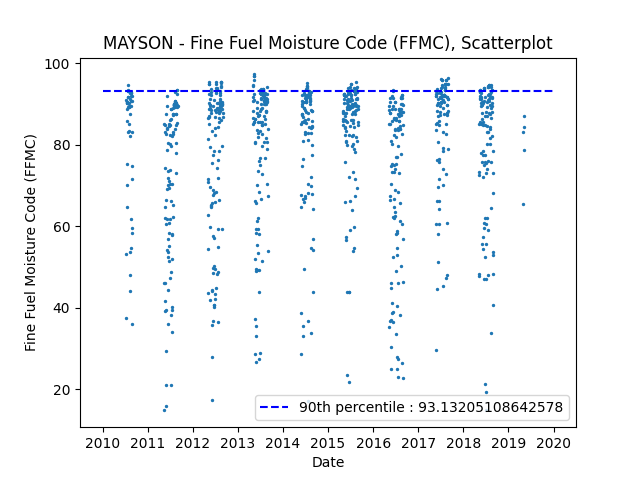 MAYSON - Fine Fuel Moisture Code (FFMC), Scatterplot
Fine Fuel Moisture Code (FFMC)
100
80
60
40
20
90th percentile : 93.13205108642578
2010 2011 2012 2013 2014 2015 2016 2017 2018 2019 2020
Date